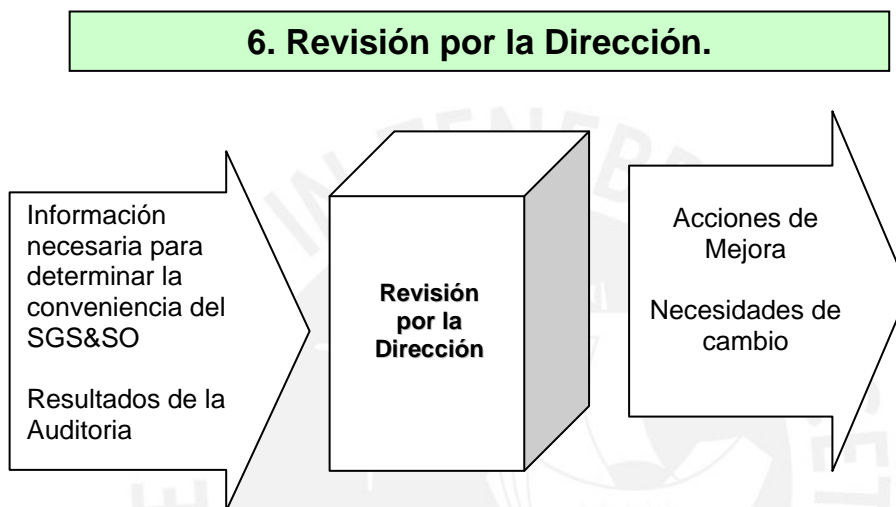 6. Revisión por la Dirección.
Información
necesaria para
determinar la
conveniencia del
SGS&SO
Resultados de la
Auditoria
Revisión
por la
Dirección
Acciones de
Mejora
Necesidades de
cambio